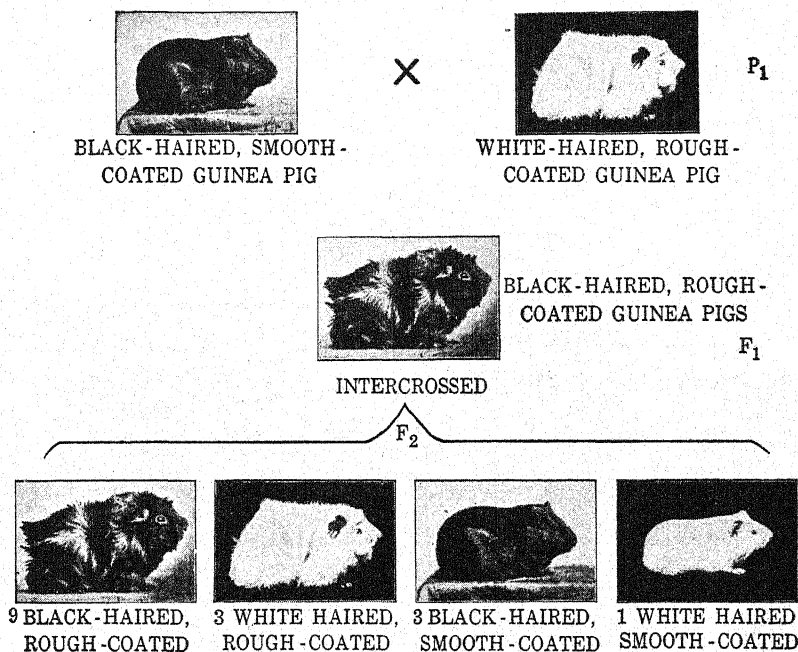 ×
P₁
BLACK-HAIRED, SMOOTH-
COATED GUINEA PIG
WHITE-HAIRED, ROUGH-
COATED GUINEA PIG
BLACK-HAIRED, ROUGH-
COATED GUINEA PIGS
F₁
INTERCROSSED
F₂
9 BLACK-HAIRED,
ROUGH-COATED
3 WHITE HAIRED,
ROUGH-COATED
3 BLACK-HAIRED,
SMOOTH-COATED
1 WHITE HAIRED
SMOOTH-COATED